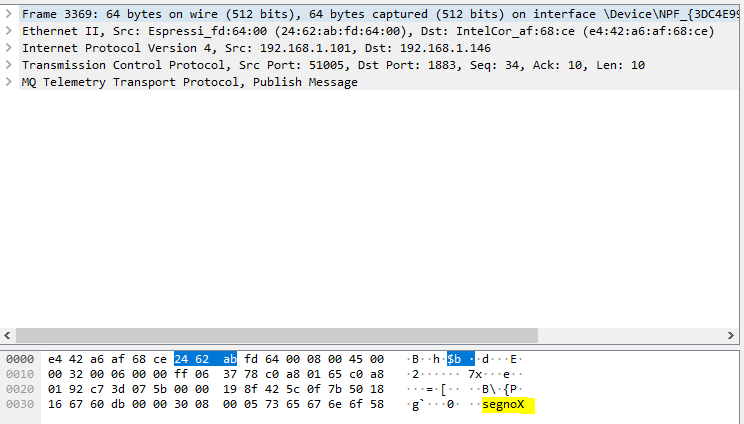 Frame 3369: 64 bytes on wire (512 bits), 64 bytes captured (512 bits) on interface \Device\NPF_{3DC4E99
Ethernet II, Src: Espressi_fd:64:00 (24:62:ab:fd:64:00), Dst: IntelCor_af:68:ce (e4:42:a6:af:68:ce)
Internet Protocol Version 4, Src: 192.168.1.101, Dst: 192.168.1.146
Transmission Control Protocol, Src Port: 51005, Dst Port: 1883, Seq: 34, Ack: 10, Len: 10
MQ Telemetry Transport Protocol, Publish Message
0000 e4 42 a6 af 68 ce 24 62 ab fd 64 00 08 00 45 00 ·B··h·$b ··d···E·
0010 00 32 00 06 00 00 ff 06 37 78 c0 a8 01 65 c0 a8 ·2······ 7x···e··
0020 01 92 c7 3d 07 5b 00 00 19 8f 42 5c 0f 7b 50 18 ···=·[·· ··B\·{P·
0030 16 67 60 db 00 00 30 08 00 05 73 65 67 6e 6f 58 ·g`···0· ··segnoX